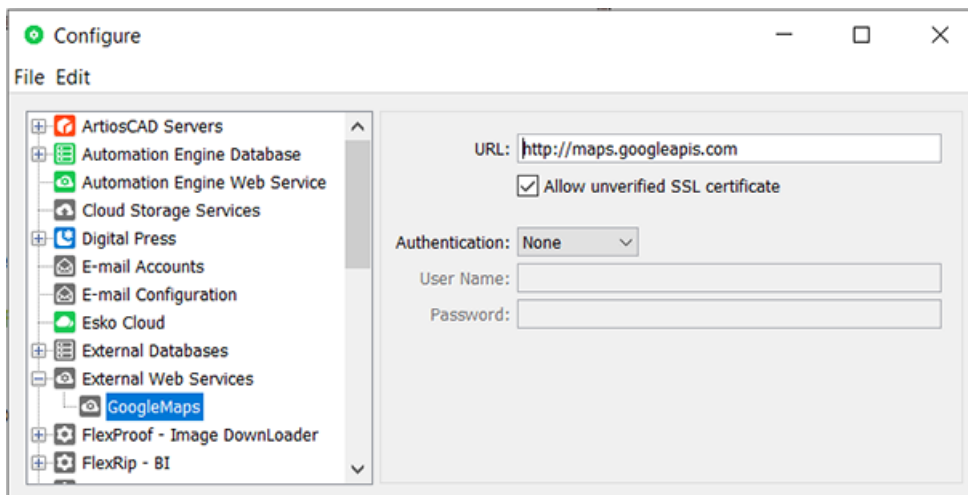 Configure
File Edit
ArtiosCAD Servers
Automation Engine Database
Automation Engine Web Service
Cloud Storage Services
Digital Press
E-mail Accounts
E-mail Configuration
Esko Cloud
External Databases
External Web Services
GoogleMaps
FlexProof - Image DownLoader
FlexRip - BI
URL: http://maps.googleapis.com
Allow unverified SSL certificate
Authentication: None
User Name:
Password: